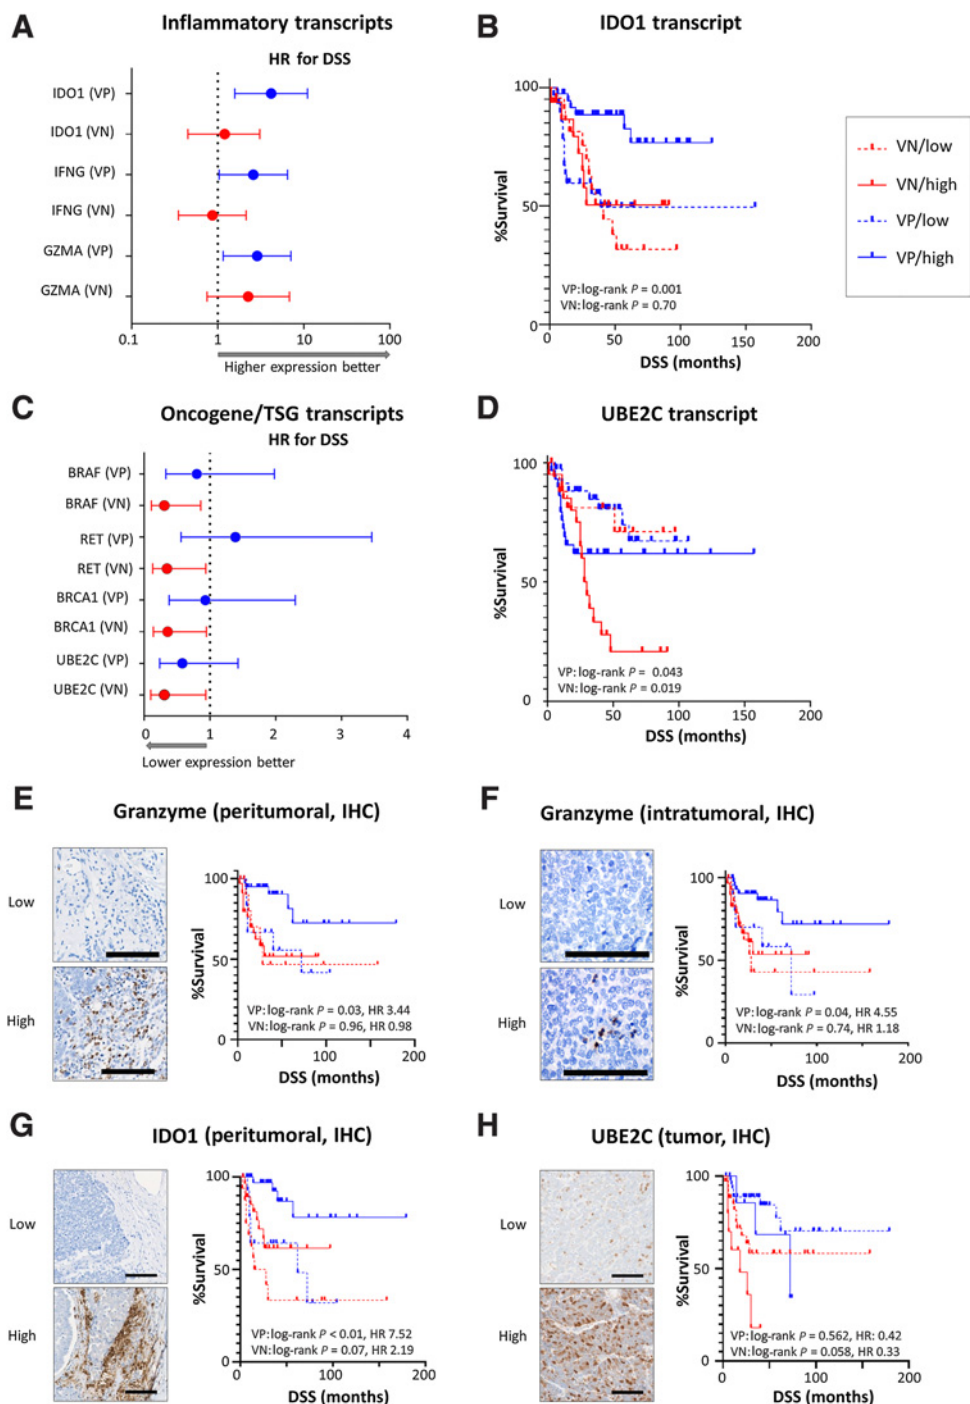 A
Inflammatory transcripts
HR for DSS
IDO1 (VP)
IDO1 (VN)
IFNG (VP)
IFNG (VN)
GZMA (VP)
GZMA (VN)
0.1 1 10 100
Higher expression better
B
IDO1 transcript
%Survival
100
50
0
VP: log-rank P = 0.001
VN: log-rank P = 0.70
0 50 100 150 200
DSS (months)
VN/low
VN/high
VP/low
VP/high
C
Oncogene/TSG transcripts
HR for DSS
BRAF (VP)
BRAF (VN)
RET (VP)
RET (VN)
BRCA1 (VP)
BRCA1 (VN)
UBE2C (VP)
UBE2C (VN)
0 1 2 3 4
Lower expression better
D
UBE2C transcript
%Survival
100
50
0
VP: log-rank P = 0.043
VN: log-rank P = 0.019
0 50 100 150 200
DSS (months)
E
Granzyme (peritumoral, IHC)
Low
High
%Survival
100
50
0
VP: log-rank P = 0.03, HR 3.44
VN: log-rank P = 0.96, HR 0.98
0 100 200
DSS (months)
F
Granzyme (intratumoral, IHC)
Low
High
%Survival
100
50
0
VP: log-rank P = 0.04, HR 4.55
VN: log-rank P = 0.74, HR 1.18
0 100 200
DSS (months)
G
IDO1 (peritumoral, IHC)
Low
High
%Survival
100
50
0
VP: log-rank P < 0.01, HR 7.52
VN: log-rank P = 0.07, HR 2.19
0 100 200
DSS (months)
H
UBE2C (tumor, IHC)
Low
High
%Survival
100
50
0
VP: log-rank P = 0.562, HR: 0.42
VN: log-rank P = 0.058, HR 0.33
0 100 200
DSS (months)